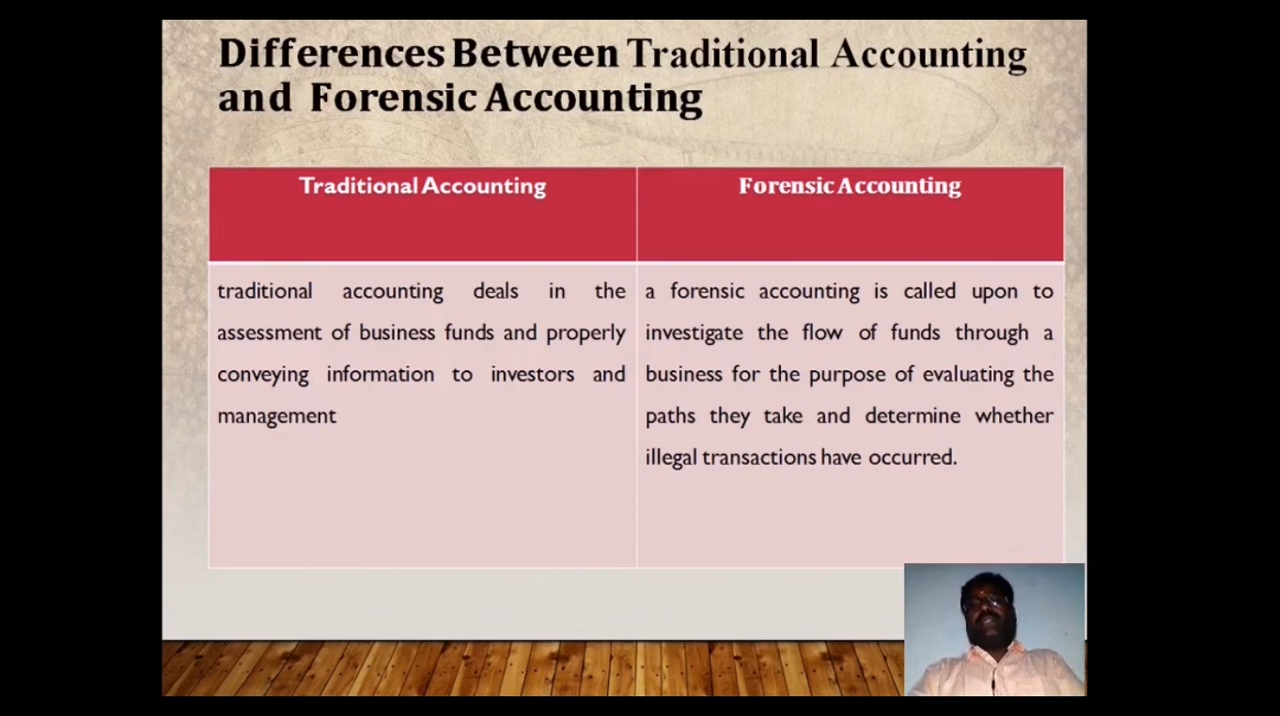 Differences Between Traditional Accounting
and Forensic Accounting
Traditional Accounting
Forensic Accounting
traditional accounting deals in the
assessment of business funds and properly
conveying information to investors and
management
a forensic accounting is called upon to
investigate the flow of funds through a
business for the purpose of evaluating the
paths they take and determine whether
illegal transactions have occurred.